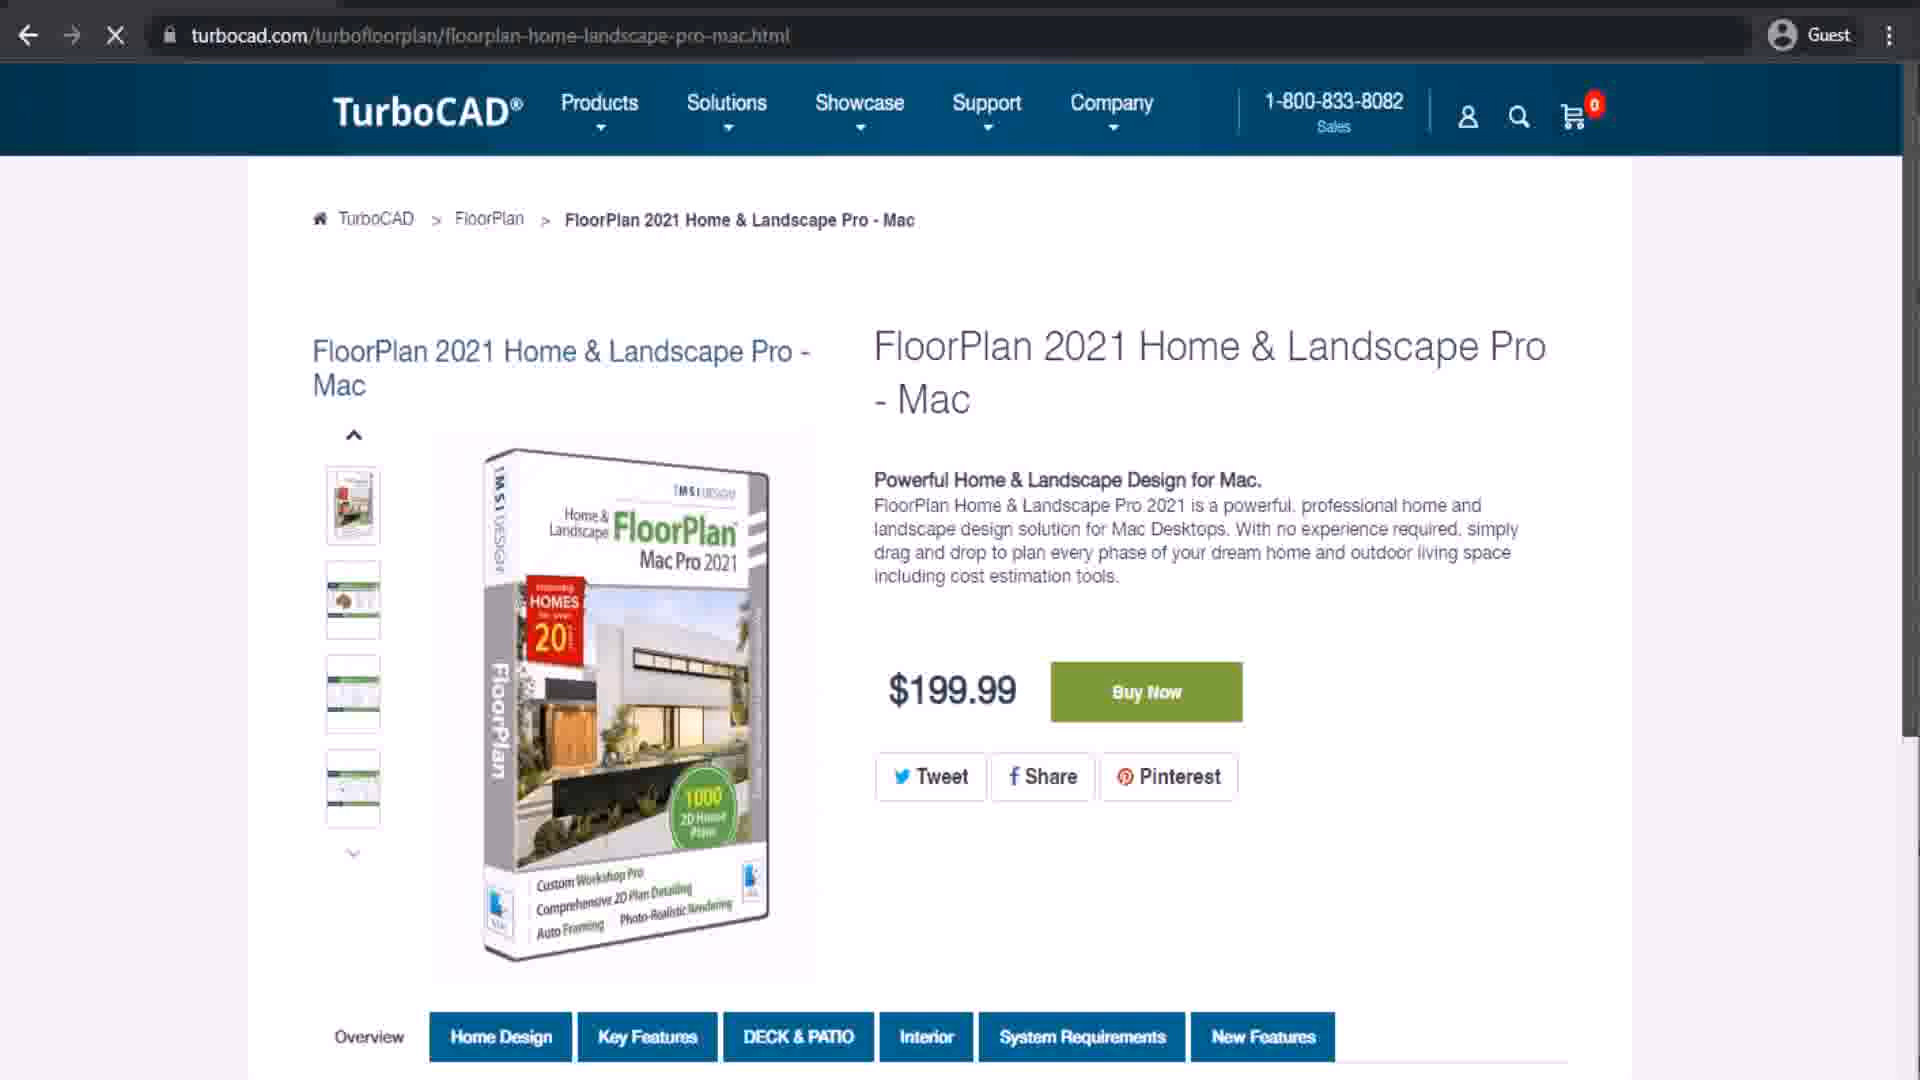 turbocad.com/turbofloorplan/floorplan-home-landscape-pro-mac.html
Guest
TurboCAD®
Products
Solutions
Showcase
Support
Company
1-800-833-8082
Sales
0
TurboCAD > FloorPlan > FloorPlan 2021 Home & Landscape Pro - Mac
FloorPlan 2021 Home & Landscape Pro -
Mac
FloorPlan 2021 Home & Landscape Pro
- Mac
Powerful Home & Landscape Design for Mac.
FloorPlan Home & Landscape Pro 2021 is a powerful, professional home and
landscape design solution for Mac Desktops. With no experience required, simply
drag and drop to plan every phase of your dream home and outdoor living space
including cost estimation tools.
$199.99
Buy Now
Tweet
Share
Pinterest
IMSI DESIGN
IMSI DESIGN
Home &
Landscape FloorPlan
Mac Pro 2021
HOMES
20
FloorPlan
1000
2D House
Plans
Custom Workshop Pro
Comprehensive 2D Plan Detailing
Auto Framing Photo-Realistic Rendering
Overview
Home Design
Key Features
DECK & PATIO
Interior
System Requirements
New Features